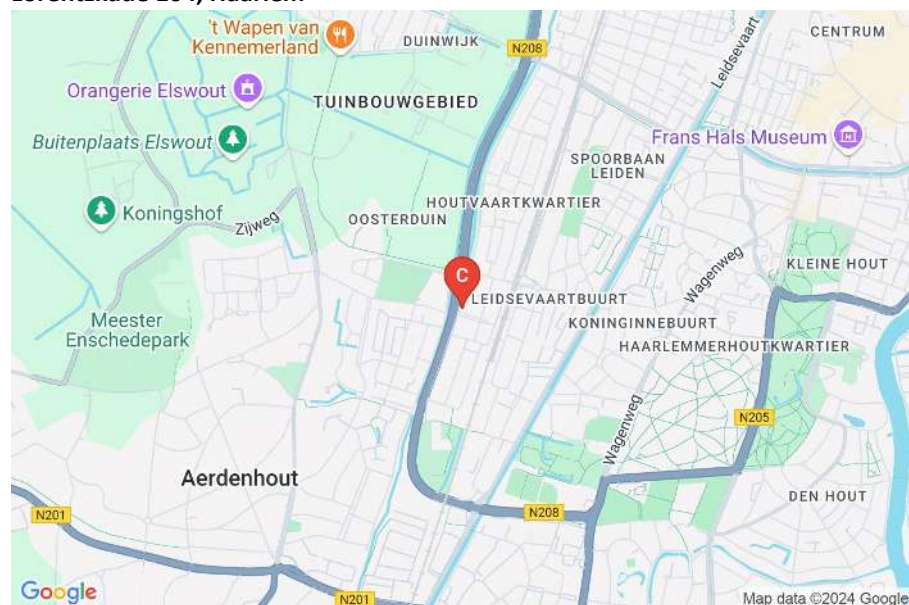 't Wapen van
Kennemerland
DUINWIJK
N208
CENTRUM
Leidsevaart
Orangerie Elswout
TUINBOUWGEBIED
Buitenplaats Elswout
Frans Hals Museum
SPOORBAAN
LEIDEN
Koningshof
Zijweg
HOUTVAARTKWARTIER
OOSTERDUIN
Wagenweg
KLEINE HOUT
C
LEIDSEVAARTBUURT
Meester
Enschedepark
KONINGINNEBUURT
HAARLEMMERHOUTKWARTIER
Wagenweg
N205
Aerdenhout
DEN HOUT
N201
N208
N201
Google
Map data ©2024 Google